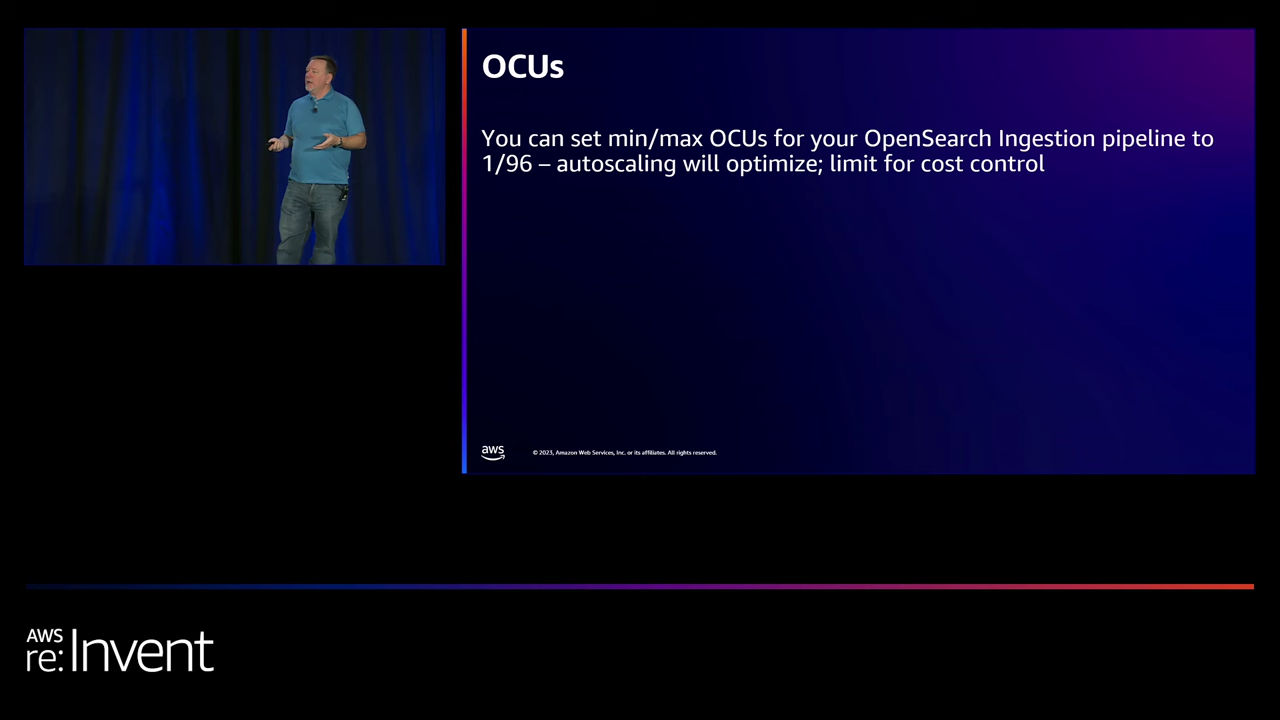 OCUs
You can set min/max OCUs for your OpenSearch Ingestion pipeline to
1/96 – autoscaling will optimize; limit for cost control
aws
© 2023, Amazon Web Services, Inc. or its affiliates. All rights reserved.
AWS
re:Invent